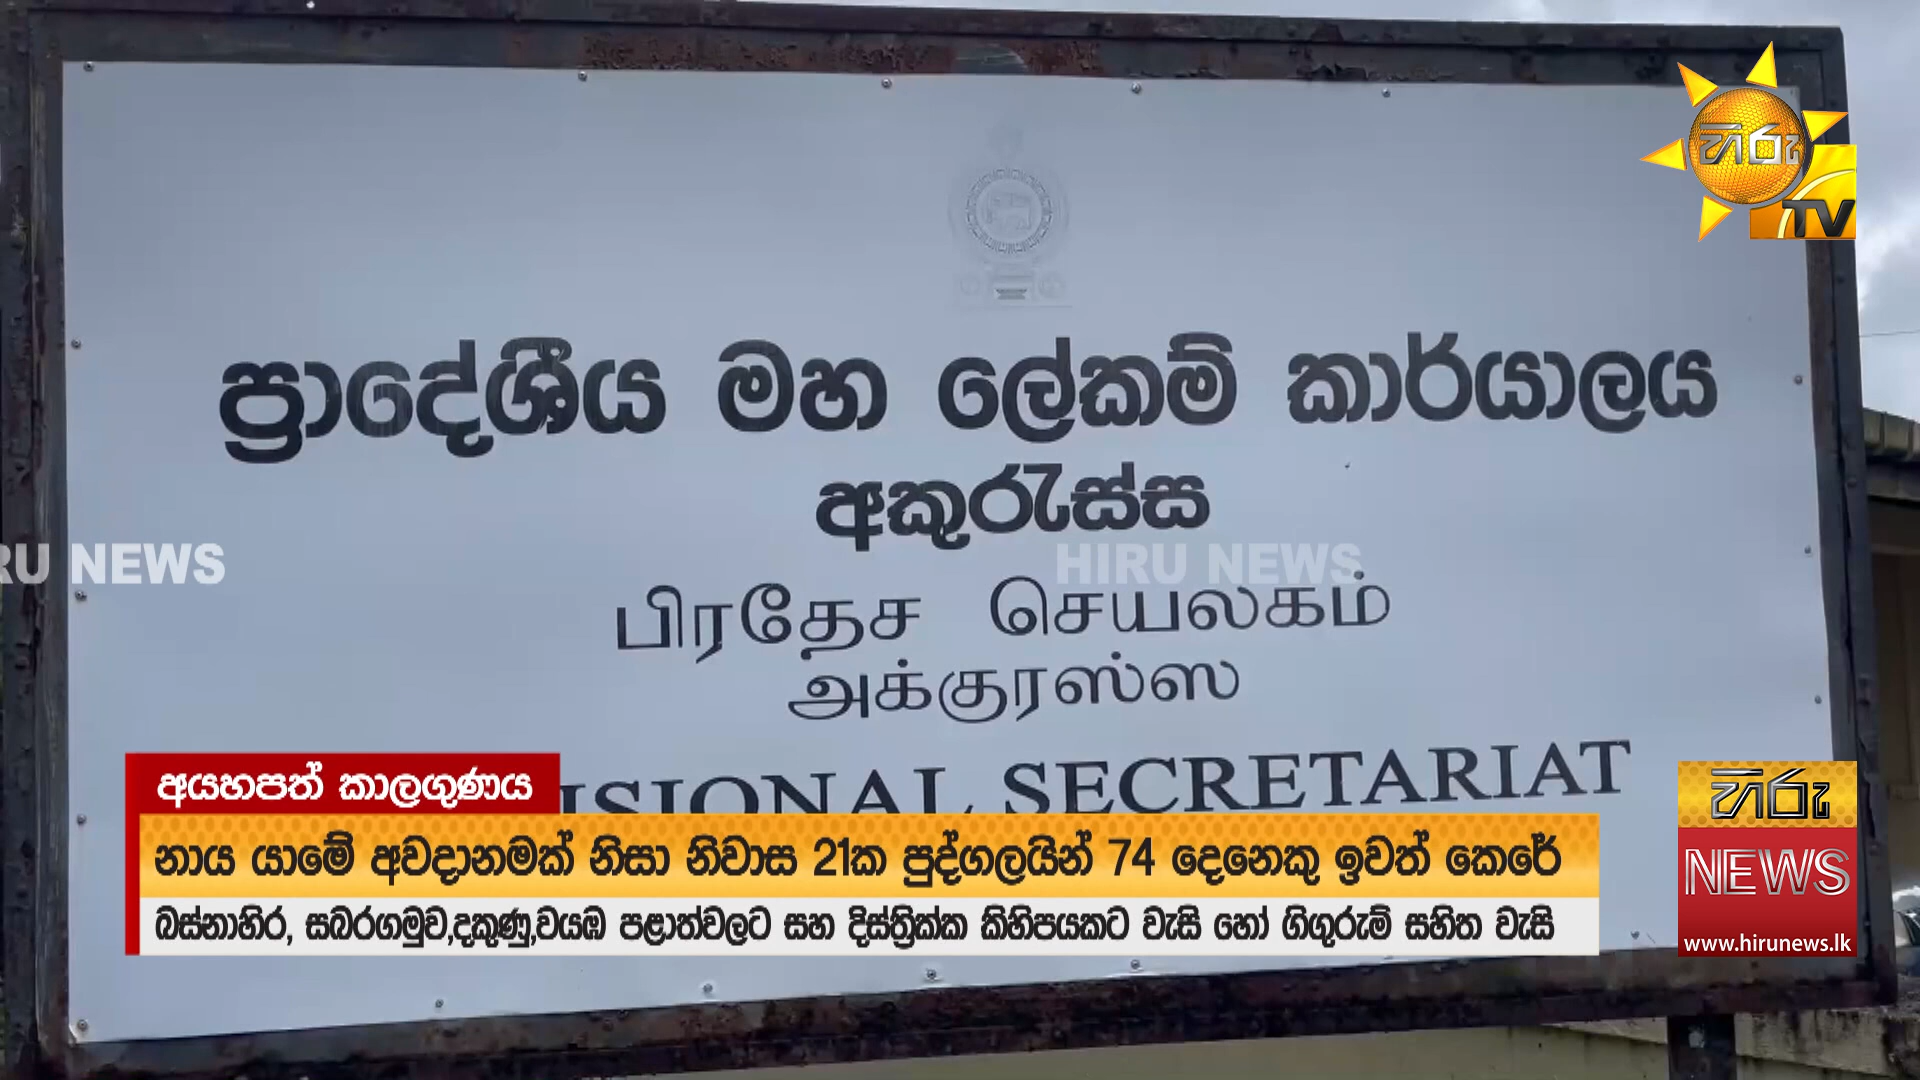 හිරු
TV
ප්‍රාදේශීය මහ ලේකම් කාර්යාලය
අකුරැස්ස
HIRU NEWS
பிரதேச செயலகம்
அக்குரஸ்ஸ
SECRETARIAT
අයහපත් කාලගුණය
නාය යාමේ අවදානමක් නිසා නිවාස 21ක පුද්ගලයින් 74 දෙනෙකු ඉවත් කෙරේ
බස්නාහිර, සබරගමුව,දකුණු,වයඹ පළාත්වලට සහ දිස්ත්‍රික්ක කිහිපයකට වැසි හෝ ගිගුරුම් සහිත වැසි
හිරු
NEWS
www.hirunews.lk